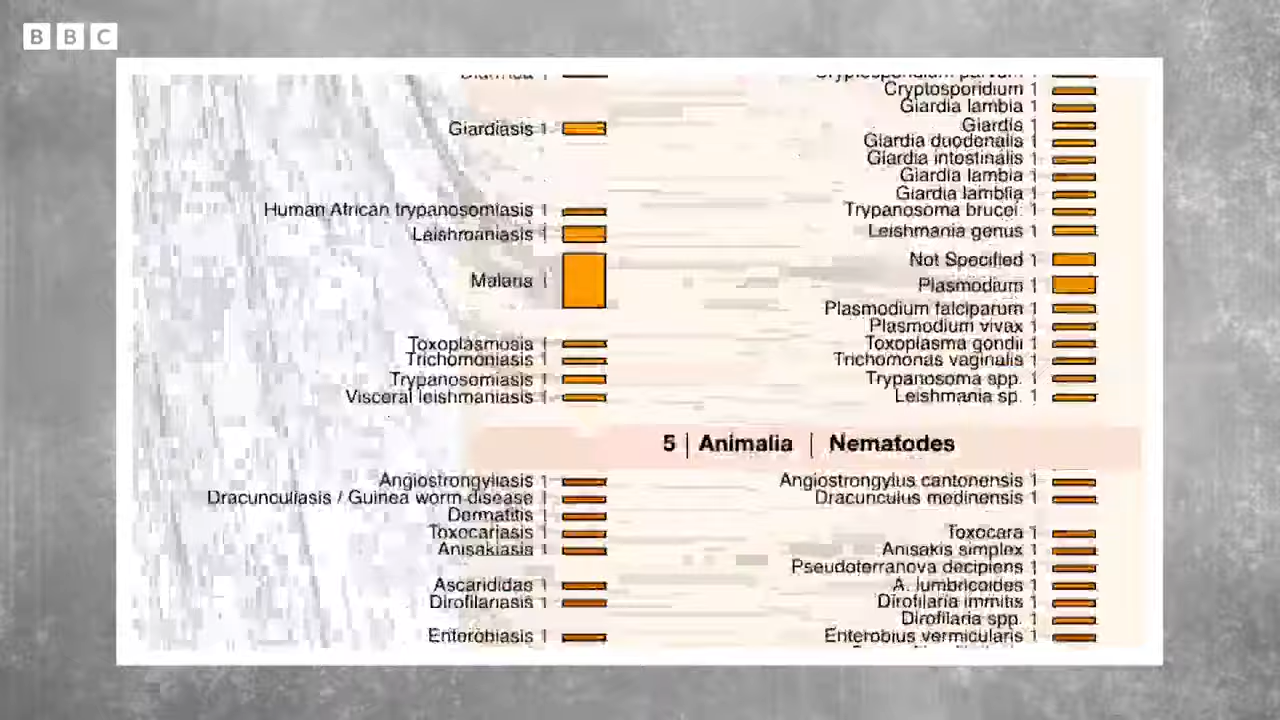 BBC
Cryptosporidium 1
Giardia lambia 1
Giardiasis 1
Giardia 1
Giardia duodenalis 1
Giardia intestinalis 1
Giardia lambia 1
Giardia lamblia 1
Human African trypanosomiasis 1
Trypanosoma brucei 1
Leishmaniasis 1
Leishmania genus 1
Not Specified 1
Malaria 1
Plasmodium 1
Plasmodium falciparum 1
Plasmodium vivax 1
Toxoplasmosis 1
Toxoplasma gondii 1
Trichomoniasis 1
Trichomonas vaginalis 1
Trypanosomiasis 1
Trypanosoma spp. 1
Visceral leishmaniasis 1
Leishmania sp. 1
5 | Animalia | Nematodes
Angiostrongyliasis 1
Angiostrongylus cantonensis 1
Dracunculiasis / Guinea worm disease 1
Dracunculus medinensis 1
Dermatitis 1
Toxocariasis 1
Toxocara 1
Anisakiasis 1
Anisakis simplex 1
Pseudoterranova decipiens 1
Ascarididae 1
A. lumbricoides 1
Dirofilariasis 1
Dirofilaria immitis 1
Dirofilaria spp. 1
Enterobiasis 1
Enterobius vermicularis 1